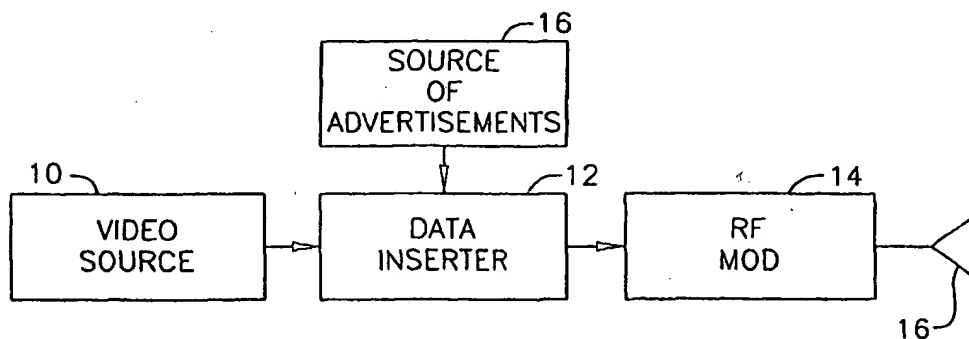 16
SOURCE
OF
ADVERTISEMENTS
10
VIDEO
SOURCE
12
DATA
INSERTER
14
RF
MOD
16